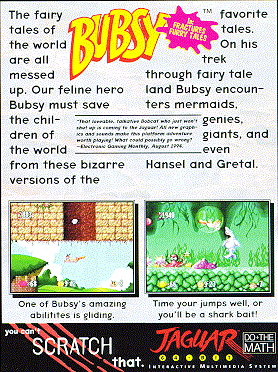 The fairy
tales of
the world
are all
messed
up. Our feline hero
Bubsy must save
the chil-
dren of
the world
from these bizarre
versions of the
BUBSY
In
FRACTURED
FURRY TALES
™
favorite
tales.
On his
trek
through fairy tale
land Bubsy encoun-
ters mermaids,
genies,
giants, and
even
Hansel and Gretal.
"That loveable, talkative Bobcat who just won't
shut up is coming to the Jaguar! All new graph-
ics and sounds make this platform adventure
worth playing! What could possibly go wrong?
—Electronic Gaming Monthly, August 1994.
One of Bubsy's amazing
abilitites is gliding.
Time your jumps well, or
you'll be a shark bait!
you can't
SCRATCH
that.
JAGUAR
64-BIT
INTERACTIVE MULTIMEDIA SYSTEM
DO THE
MATH